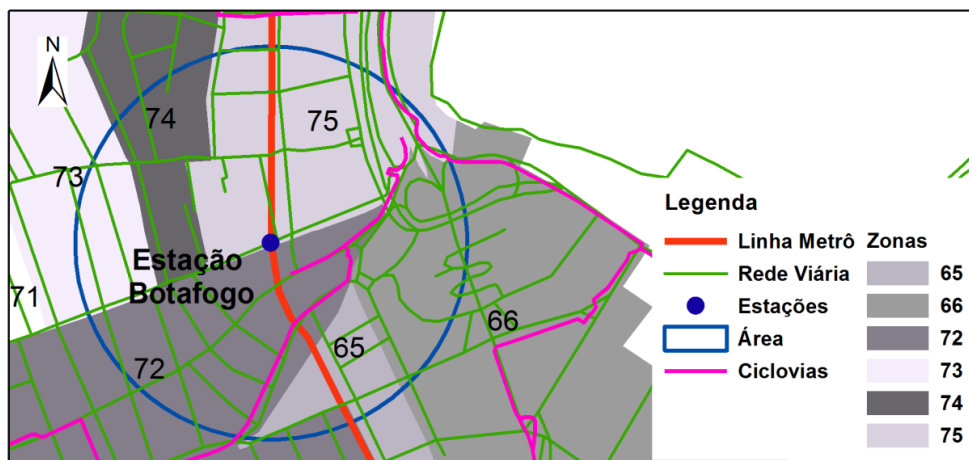 N
74
75
73
Estação
Botafogo
71
72
65
66
Legenda
Linha Metrô
Rede Viária
Estações
Área
Ciclovias
Zonas
65
66
72
73
74
75